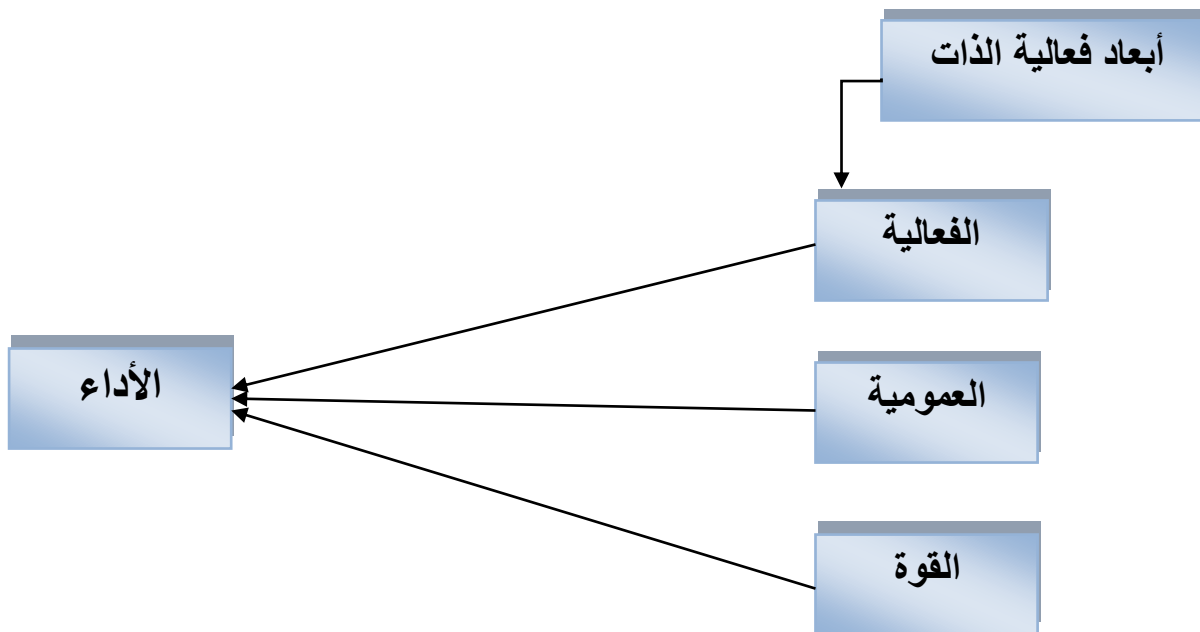 أبعاد فعالية الذات
الفعالية
الأداء
العمومية
القوة